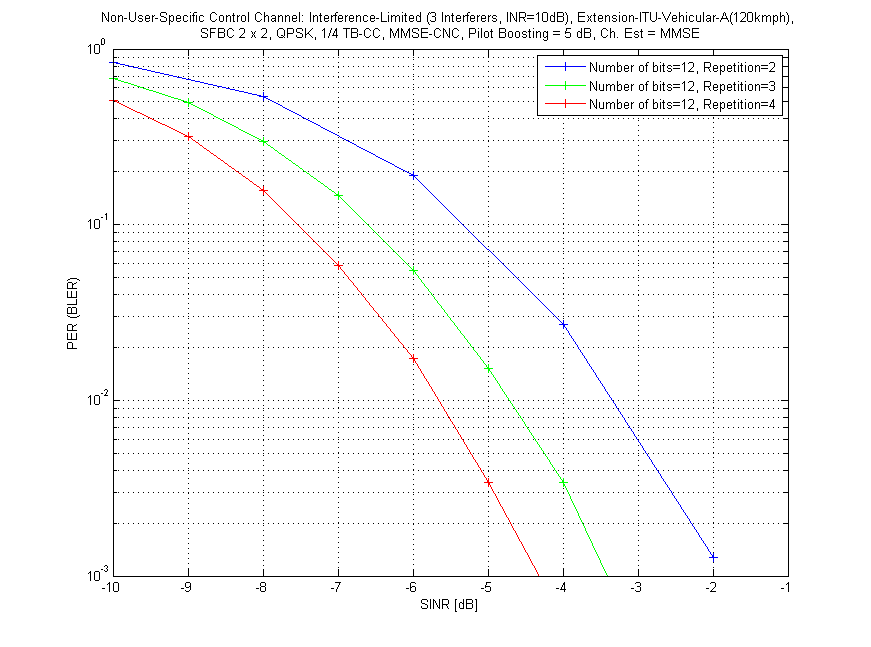 Non-User-Specific Control Channel: Interference-Limited (3 Interferers, INR=10dB), Extension-ITU-Vehicular-A(120kmph),
SFBC 2 x 2, QPSK, 1/4 TB-CC, MMSE-CNC, Pilot Boosting = 5 dB, Ch. Est = MMSE
10^0
Number of bits=12, Repetition=2
Number of bits=12, Repetition=3
Number of bits=12, Repetition=4
10^-1
PER (BLER)
10^-2
10^-3
-10 -9 -8 -7 -6 -5 -4 -3 -2 -1
SINR [dB]